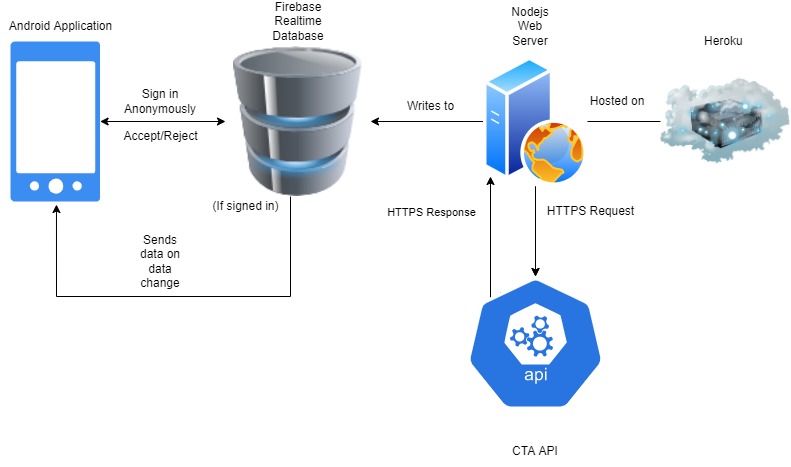 Android Application
Firebase
Realtime
Database
Nodejs
Web
Server
Heroku
Sign in
Anonymously
Accept/Reject
Writes to
Hosted on
(If signed in)
HTTPS Response
HTTPS Request
Sends
data on
data
change
api
CTA API